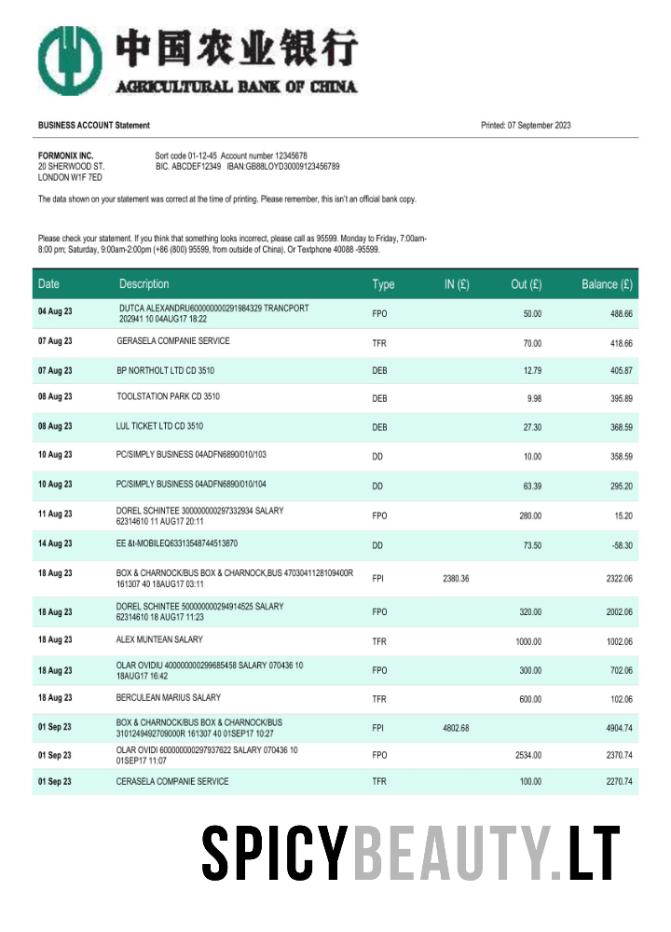 中国农业银行
AGRICULTURAL BANK OF CHINA
BUSINESS ACCOUNT Statement Printed: 07 September 2023
FORMONIX INC. Sort code 01-12-45 Account number 12345678
20 SHERWOOD ST. BIC. ABCDEF12349 IBAN:GB88LOYD30009123456789
LONDON W1F 7ED
The data shown on your statement was correct at the time of printing. Please remember, this isn't an official bank copy.
Please check your statement. If you think that something looks incorrect, please call as 95599. Monday to Friday, 7:00am-
8:00 pm; Saturday, 9:00am-2:00pm (+86 (800) 95599, from outside of China). Or Textphone 40088 -95599.
Date Description Type IN (£) Out (£) Balance (£)
04 Aug 23 DUTCA ALEXANDRU600000000291984329 TRANCPORT FPO 50.00 488.66
202941 10 04AUG17 18:22
07 Aug 23 GERASELA COMPANIE SERVICE TFR 70.00 418.66
07 Aug 23 BP NORTHOLT LTD CD 3510 DEB 12.79 405.87
08 Aug 23 TOOLSTATION PARK CD 3510 DEB 9.98 395.89
08 Aug 23 LUL TICKET LTD CD 3510 DEB 27.30 368.59
10 Aug 23 PC/SIMPLY BUSINESS 04ADFN6890/010/103 DD 10.00 358.59
10 Aug 23 PC/SIMPLY BUSINESS 04ADFN6890/010/104 DD 63.39 295.20
11 Aug 23 DOREL SCHINTEE 300000000297332934 SALARY FPO 280.00 15.20
62314610 11 AUG17 20:11
14 Aug 23 EE &t-MOBILEQ63313548744513870 DD 73.50 -58.30
18 Aug 23 BOX & CHARNOCK/BUS BOX & CHARNOCK,BUS 4703041128109400R FPI 2380.36 2322.06
161307 40 18AUG17 03:11
18 Aug 23 DOREL SCHINTEE 500000000294914525 SALARY FPO 320.00 2002.06
62314610 18 AUG17 11:23
18 Aug 23 ALEX MUNTEAN SALARY TFR 1000.00 1002.06
18 Aug 23 OLAR OVIDIU 400000000299685458 SALARY 070436 10 FPO 300.00 702.06
18AUG17 16:42
18 Aug 23 BERCULEAN MARIUS SALARY TFR 600.00 102.06
01 Sep 23 BOX & CHARNOCK/BUS BOX & CHARNOCK/BUS FPI 4802.68 4904.74
3101249492709000R 161307 40 01SEP17 10:27
01 Sep 23 OLAR OVIDI 600000000297937622 SALARY 070436 10 FPO 2534.00 2370.74
01SEP17 11:07
01 Sep 23 CERASELA COMPANIE SERVICE TFR 100.00 2270.74
SPICYBEAUTY.LT